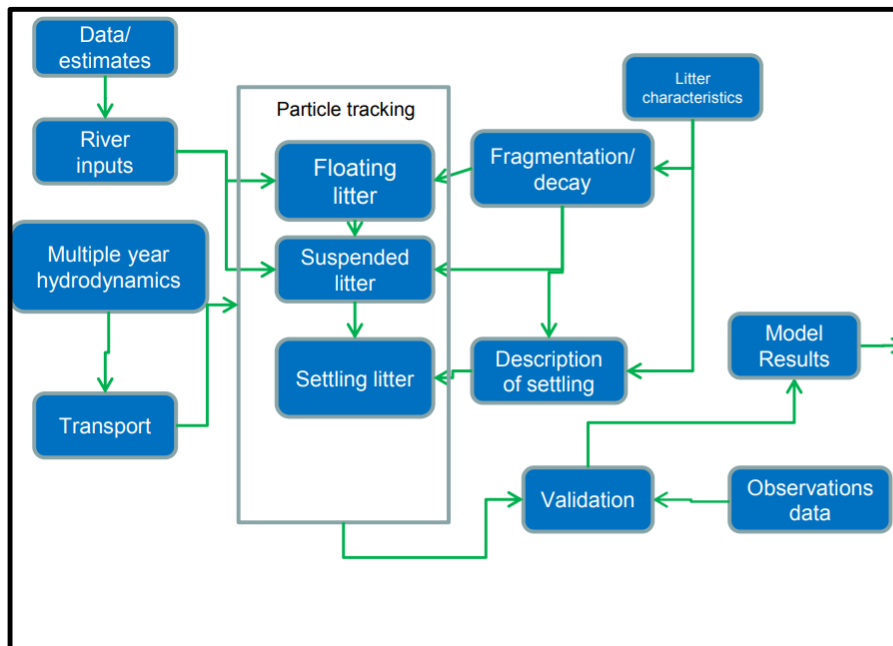 Data/
estimates
Particle tracking
Litter
characteristics
River
inputs
Floating
litter
Fragmentation/
decay
Multiple year
hydrodynamics
Suspended
litter
Model
Results
Settling litter
Description
of settling
Transport
Validation
Observations
data